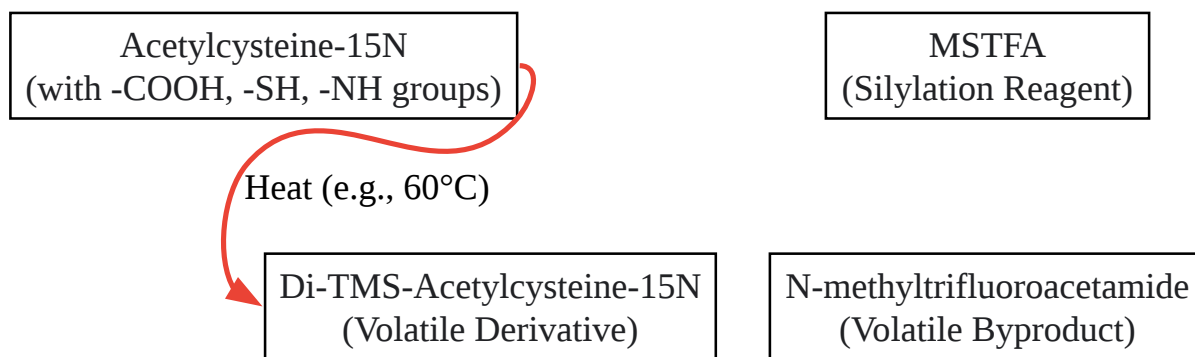 Acetylcysteine-15N
(with -COOH, -SH, -NH groups)
MSTFA
(Silylation Reagent)
Heat (e.g., 60°C)
Di-TMS-Acetylcysteine-15N
(Volatile Derivative)
N-methyltrifluoroacetamide
(Volatile Byproduct)